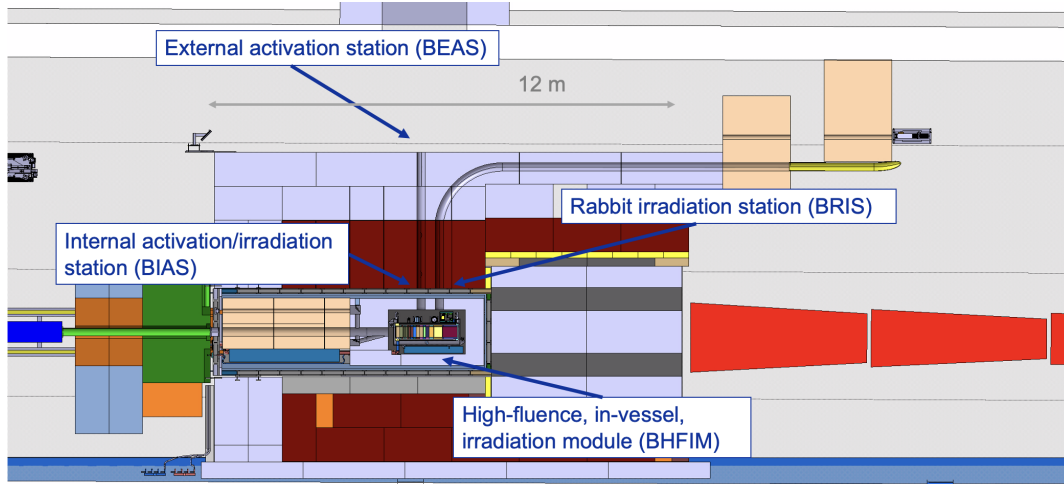 External activation station (BEAS)
12 m
Rabbit irradiation station (BRIS)
Internal activation/irradiation
station (BIAS)
High-fluence, in-vessel,
irradiation module (BHFIM)